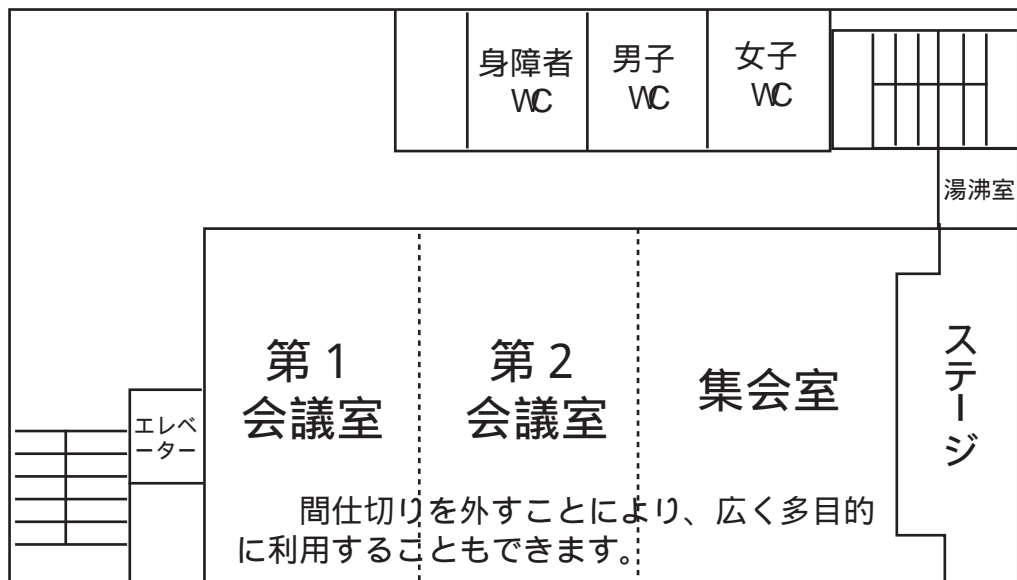 身障者
WC
男子
WC
女子
WC
湯沸室
第1
会議室
第2
会議室
集会室
ステージ
エレベ
ーター
間仕切りを外すことにより、広く多目的
に利用することもできます。